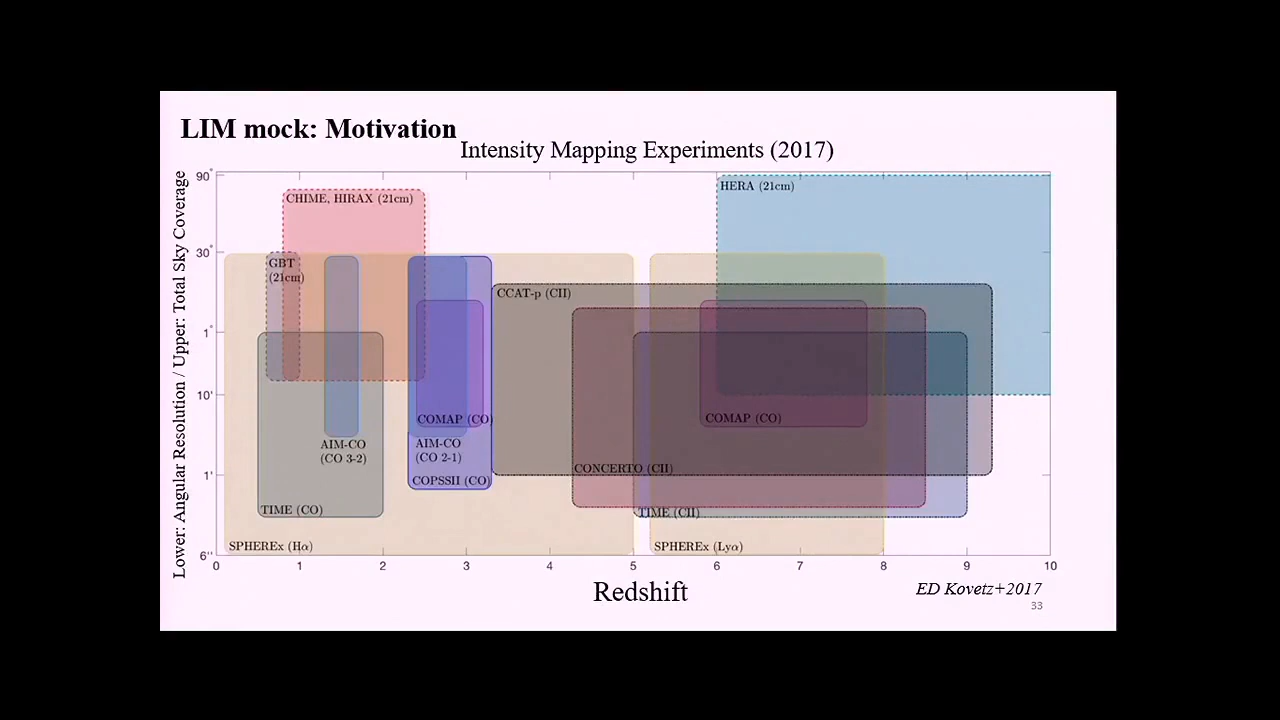 LIM mock: Motivation
Intensity Mapping Experiments (2017)
Lower: Angular Resolution / Upper: Total Sky Coverage
90°
30°
1°
10'
1'
6''
CHIME, HIRAX (21cm)
HERA (21cm)
GBT
(21cm)
CCAT-p (CII)
COMAP (CO)
COMAP (CO)
AIM-CO
(CO 3-2)
AIM-CO
(CO 2-1)
CONCERTO (CII)
COPSSII (CO)
TIME (CO)
TIME (CII)
SPHEREx (Hα)
SPHEREx (Lyα)
0 1 2 3 4 5 6 7 8 9 10
Redshift
ED Kovetz+2017
33